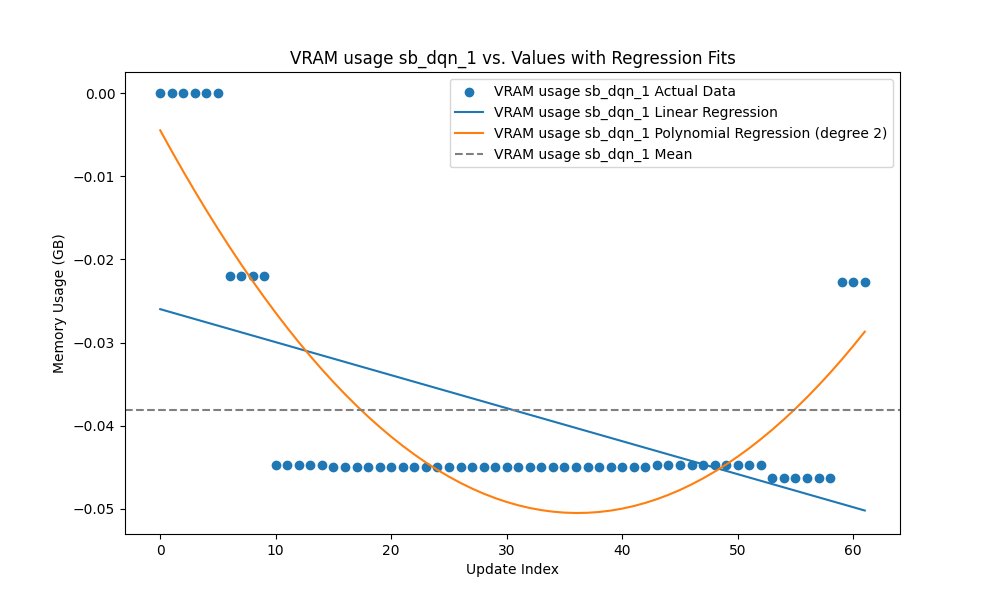 VRAM usage sb_dqn_1 vs. Values with Regression Fits
VRAM usage sb_dqn_1 Actual Data
VRAM usage sb_dqn_1 Linear Regression
VRAM usage sb_dqn_1 Polynomial Regression (degree 2)
VRAM usage sb_dqn_1 Mean
Memory Usage (GB)
0.00
−0.01
−0.02
−0.03
−0.04
−0.05
0 10 20 30 40 50 60
Update Index